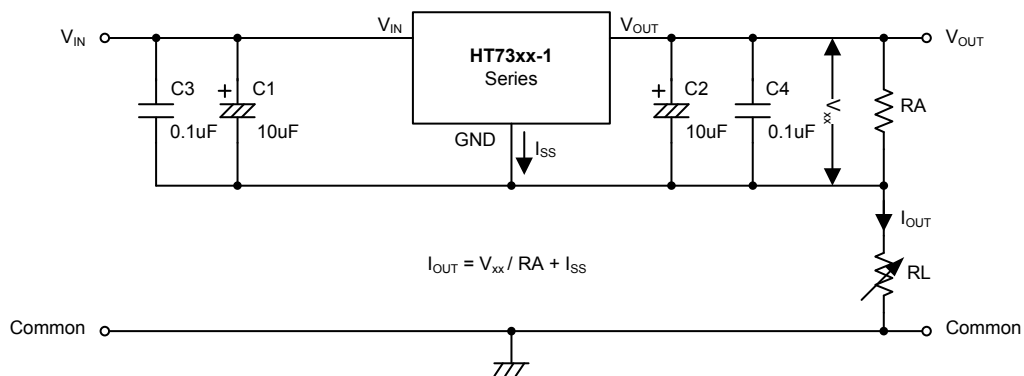 V_IN
V_IN
HT73xx-1
Series
V_OUT
V_OUT
C3
0.1uF
+
C1
10uF
GND
I_SS
+
C2
10uF
C4
0.1uF
V_xx
RA
I_OUT
I_OUT = V_xx / RA + I_SS
RL
Common
Common